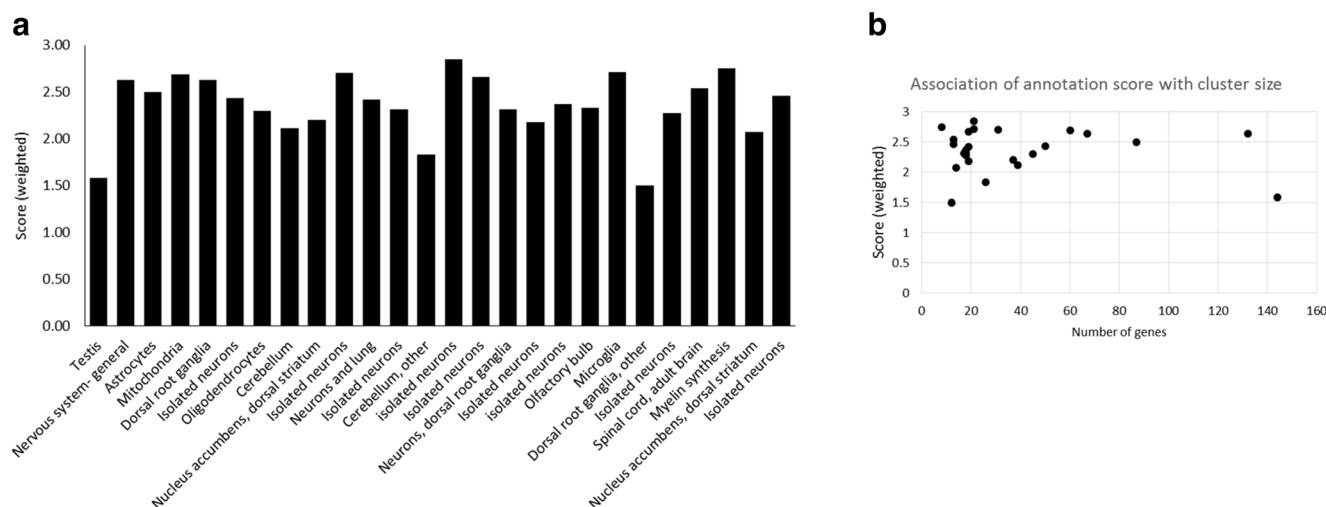 a
3.00
2.50
2.00
1.50
1.00
0.50
0.00
Score (weighted)
Testis
Nervous system- general
Astrocytes
Mitochondria
Dorsal root ganglia
Isolated neurons
Oligodendrocytes
Cerebellum
Nucleus accumbens, dorsal striatum
Isolated neurons
Neurons and lung
Isolated neurons
Cerebellum, other
isolated neurons
Isolated neurons
Neurons, dorsal root ganglia
Isolated neurons
isolated neurons
Olfactory bulb
Microglia
Dorsal root ganglia, other
Isolated neurons
Spinal cord, adult brain
Myelin synthesis
Nucleus accumbens, dorsal striatum
Isolated neurons
b
Association of annotation score with cluster size
3
2.5
2
1.5
1
0.5
0
Score (weighted)
0 20 40 60 80 100 120 140 160
Number of genes